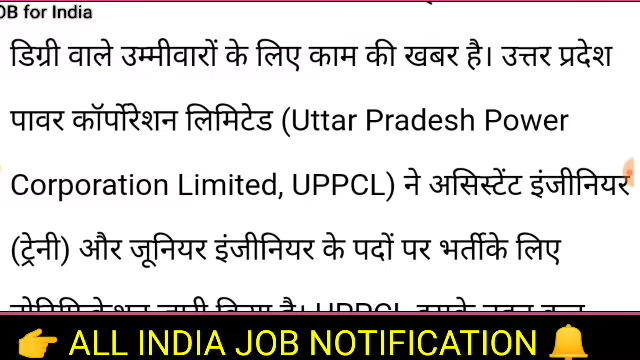 OB for India
डिग्री वाले उम्मीवारों के लिए काम की खबर है। उत्तर प्रदेश
पावर कॉर्पोरेशन लिमिटेड (Uttar Pradesh Power
Corporation Limited, UPPCL) ने असिस्टेंट इंजीनियर
(ट्रेनी) और जूनियर इंजीनियर के पदों पर भर्तीके लिए
👉 ALL INDIA JOB NOTIFICATION 🔔